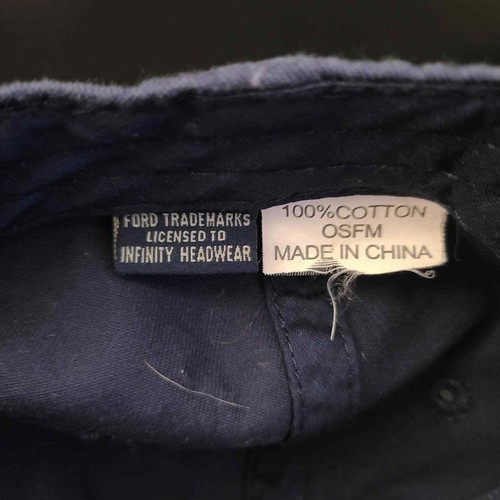 FORD TRADEMARKS
LICENSED TO
INFINITY HEADWEAR
100%COTTON
OSFM
MADE IN CHINA